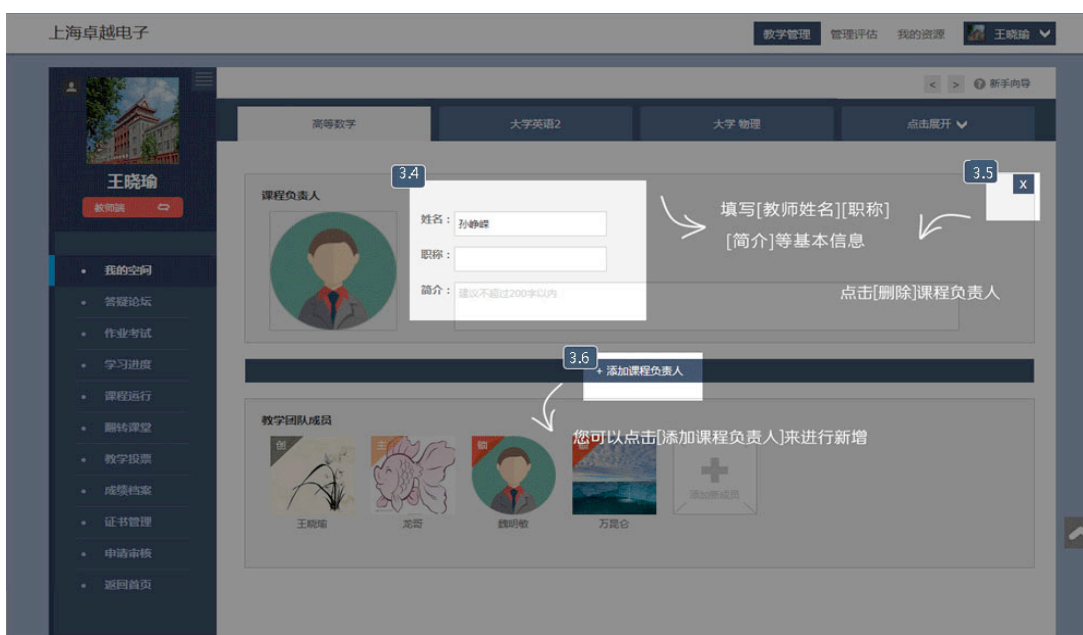 上海卓越电子
教学管理 管理评估 我的资源 王晓瑜
< > ? 新手向导
高等数学 大学英语2 大学 物理 点击展开
王晓瑜
教师端
我的空间
答疑论坛
作业考试
学习进度
课程运行
翻转课堂
教学投票
成绩档案
证书管理
申请审核
返回首页
3.4
3.5
X
课程负责人
姓名：
孙峥嵘
职称：
简介：
建议不超过200字以内
填写[教师姓名][职称]
[简介]等基本信息
点击[删除]课程负责人
3.6
+ 添加课程负责人
教学团队成员
您可以点击[添加课程负责人]来进行新增
创 主
添加新成员
王晓瑜 龙哥 魏明敏 万昆仑